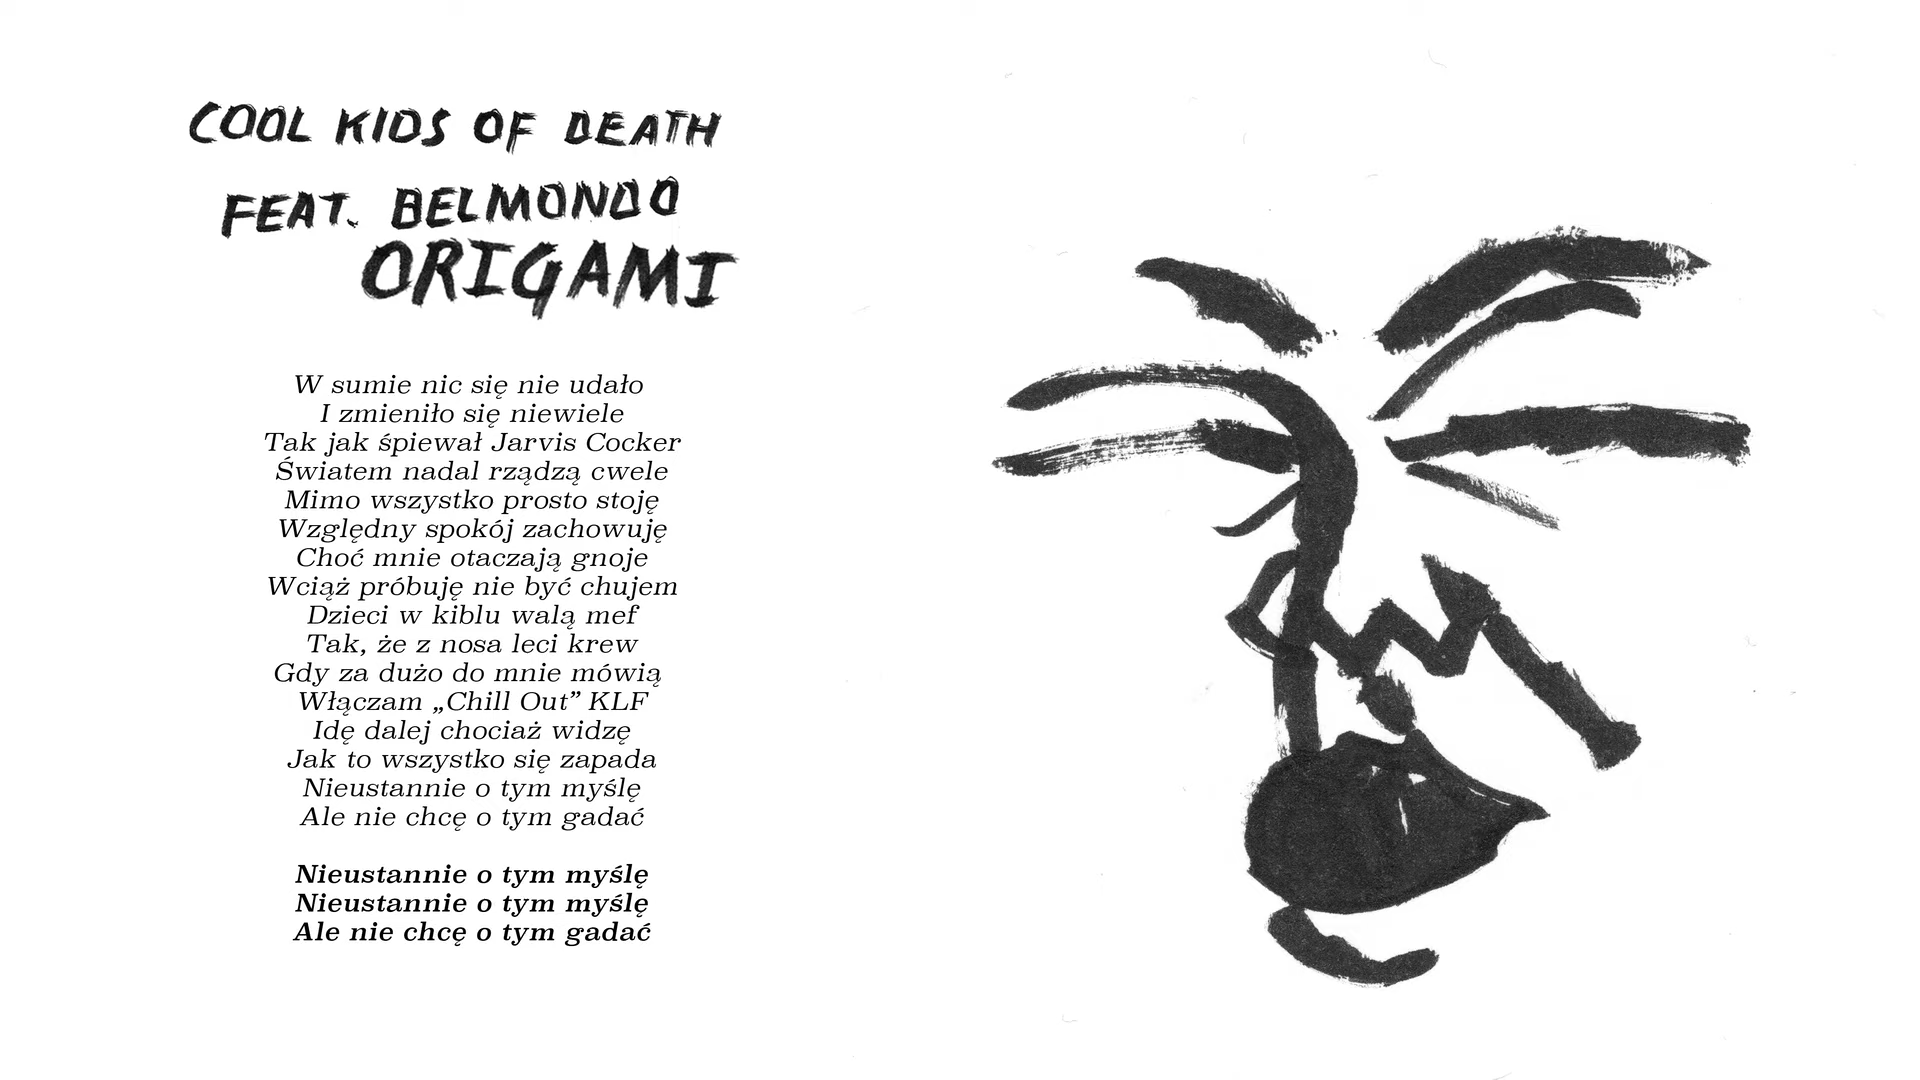 COOL KIDS OF DEATH
FEAT. BELMONDO
ORIGAMI
W sumie nic się nie udało
I zmieniło się niewiele
Tak jak śpiewał Jarvis Cocker
Światem nadal rządzą cwele
Mimo wszystko prosto stoję
Względny spokój zachowuję
Choć mnie otaczają gnoje
Wciąż próbuję nie być chujem
Dzieci w kiblu walą mef
Tak, że z nosa leci krew
Gdy za dużo do mnie mówią
Włączam „Chill Out” KLF
Idę dalej chociaż widzę
Jak to wszystko się zapada
Nieustannie o tym myślę
Ale nie chcę o tym gadać
Nieustannie o tym myślę
Nieustannie o tym myślę
Ale nie chcę o tym gadać